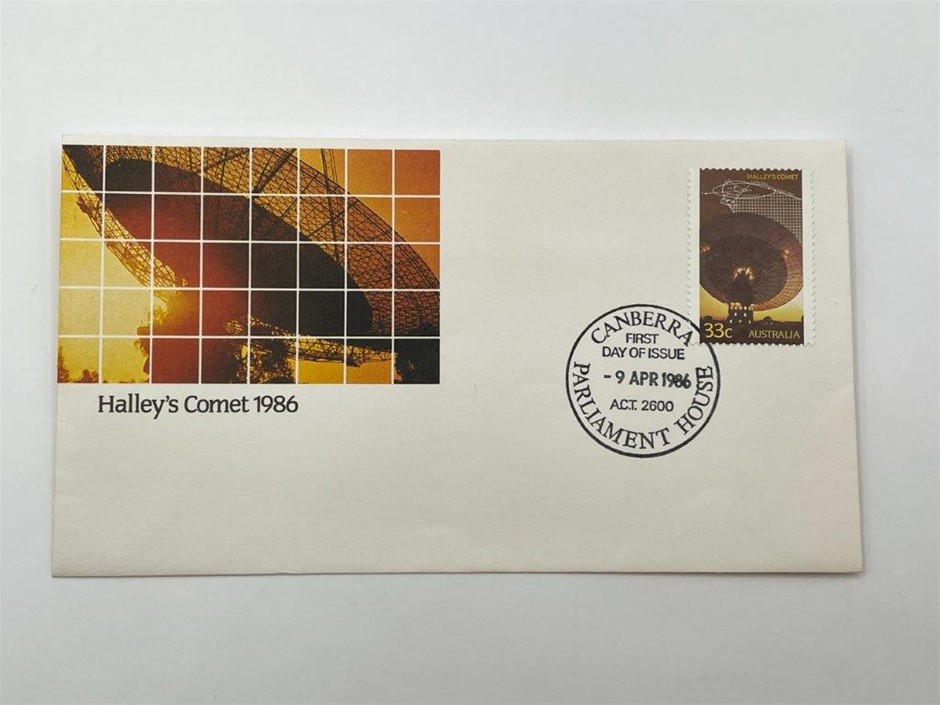 HALLEY'S COMET
33c AUSTRALIA
CANBERRA
FIRST
DAY OF ISSUE
- 9 APR 1986
A.C.T. 2600
PARLIAMENT HOUSE
Halley's Comet 1986